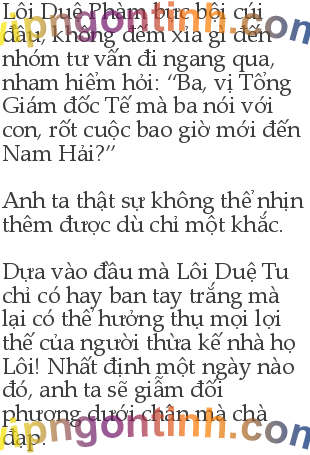 Lôi Duệ Phàm bực bội cúi
đầu, không đếm xỉa gì đến
nhóm tư vấn đi ngang qua,
nham hiểm hỏi: “Ba, vị Tổng
Giám đốc Tế mà ba nói với
con, rốt cuộc bao giờ mới đến
Nam Hải?”
Anh ta thật sự không thể nhịn
thêm được dù chỉ một khắc.
Dựa vào đầu mà Lôi Duệ Tu
chỉ có hay ban tay trắng mà
lại có thể hưởng thụ mọi lợi
thế của người thừa kế nhà họ
Lôi! Nhất định một ngày nào
đó, anh ta sẽ giẫm đối
phương dưới chân mà chà
đạp.
vipngontinh.com
vipngontinh.com